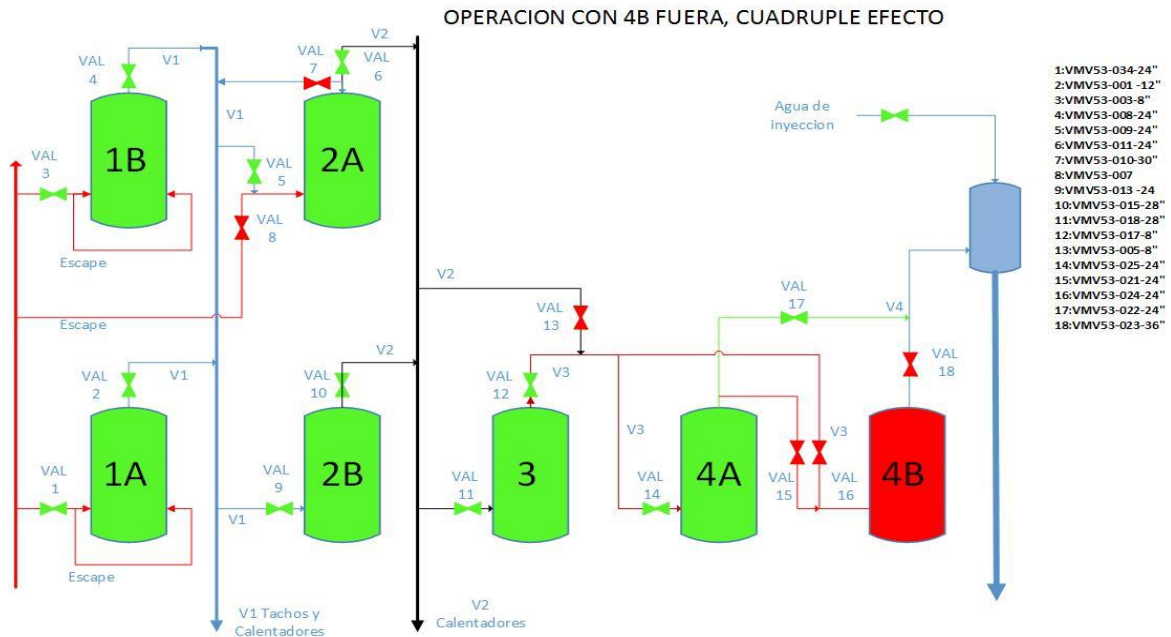 OPERACION CON 4B FUERA, CUADRUPLE EFECTO
VAL
4
V1
VAL
7
V2
VAL
6
V1
VAL
3
1B
2A
VAL
5
VAL
8
Escape
Escape
Agua de
inyeccion
1:VMV53-034-24"
2:VMV53-001 -12"
3:VMV53-003-8"
4:VMV53-008-24"
5:VMV53-009-24"
6:VMV53-011-24"
7:VMV53-010-30"
8:VMV53-007
9:VMV53-013 -24
10:VMV53-015-28"
11:VMV53-018-28"
12:VMV53-017-8"
13:VMV53-005-8"
14:VMV53-025-24"
15:VMV53-021-24"
16:VMV53-024-24"
17:VMV53-022-24"
18:VMV53-023-36"
V2
VAL
13
VAL
17
V4
VAL
2
V1
VAL
10
V2
VAL
12
V3
VAL
18
VAL
1
1A
VAL
9
2B
V1
VAL
11
3
V3
VAL
14
4A
VAL
15
V3
VAL
16
4B
Escape
V1 Tachos y
Calentadores
V2
Calentadores